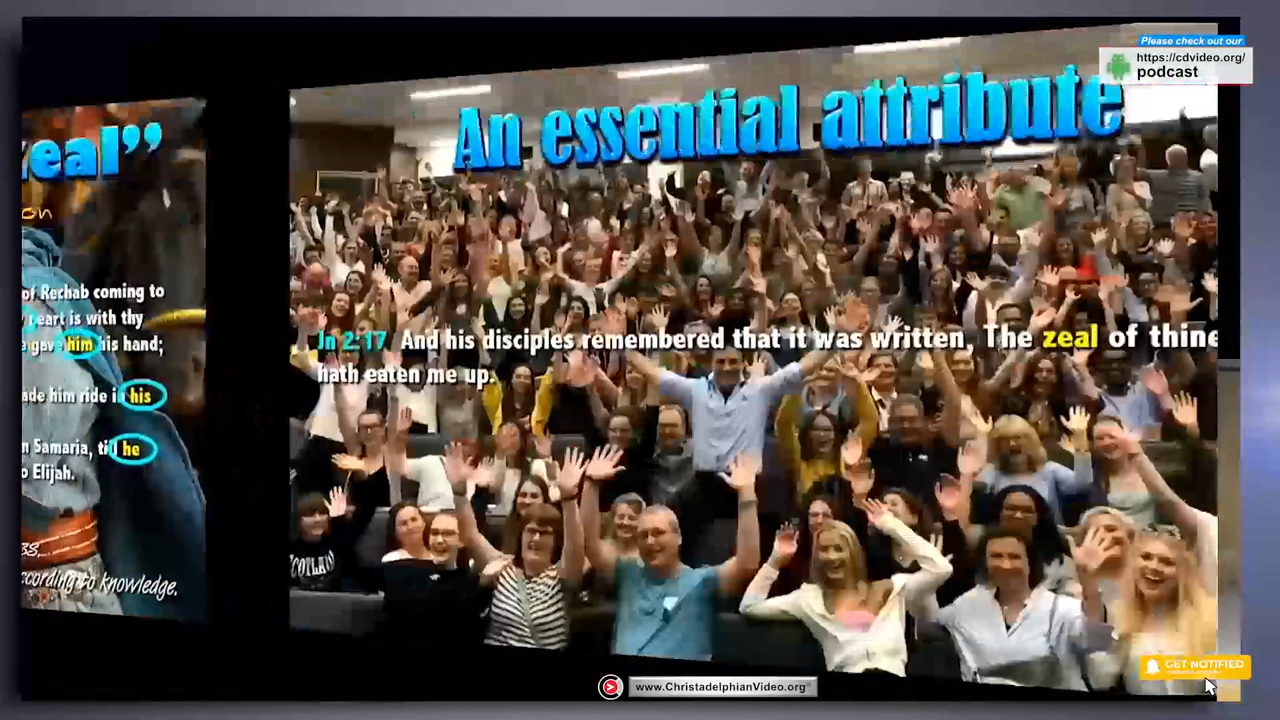 Please check out our
https://cdvideo.org/
podcast
eal”
An essential attribute
on
of Rechab coming to
eart is with thy
gave him his hand;
ade him ride i his
n Samaria, till he
o Elijah.
ccording to knowledge.
Jn 2:17 And his disciples remembered that it was written, The zeal of thine
hath eaten me up.
SCOTLAND
GET NOTIFIED
www.ChristadelphianVideo.org